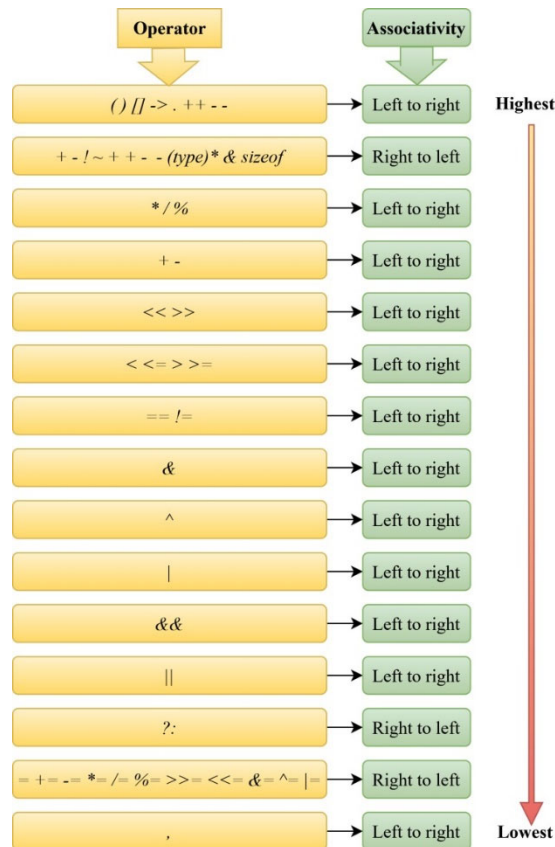 Operator Associativity
( ) [] -> . ++ - - Left to right Highest
+ - ! ~ + + - - (type)* & sizeof Right to left
* / % Left to right
+ - Left to right
<< >> Left to right
< <= > >= Left to right
== != Left to right
& Left to right
^ Left to right
| Left to right
&& Left to right
|| Left to right
?: Right to left
= += -= *= /= %= >>= <<= &= ^= |= Right to left
, Left to right Lowest